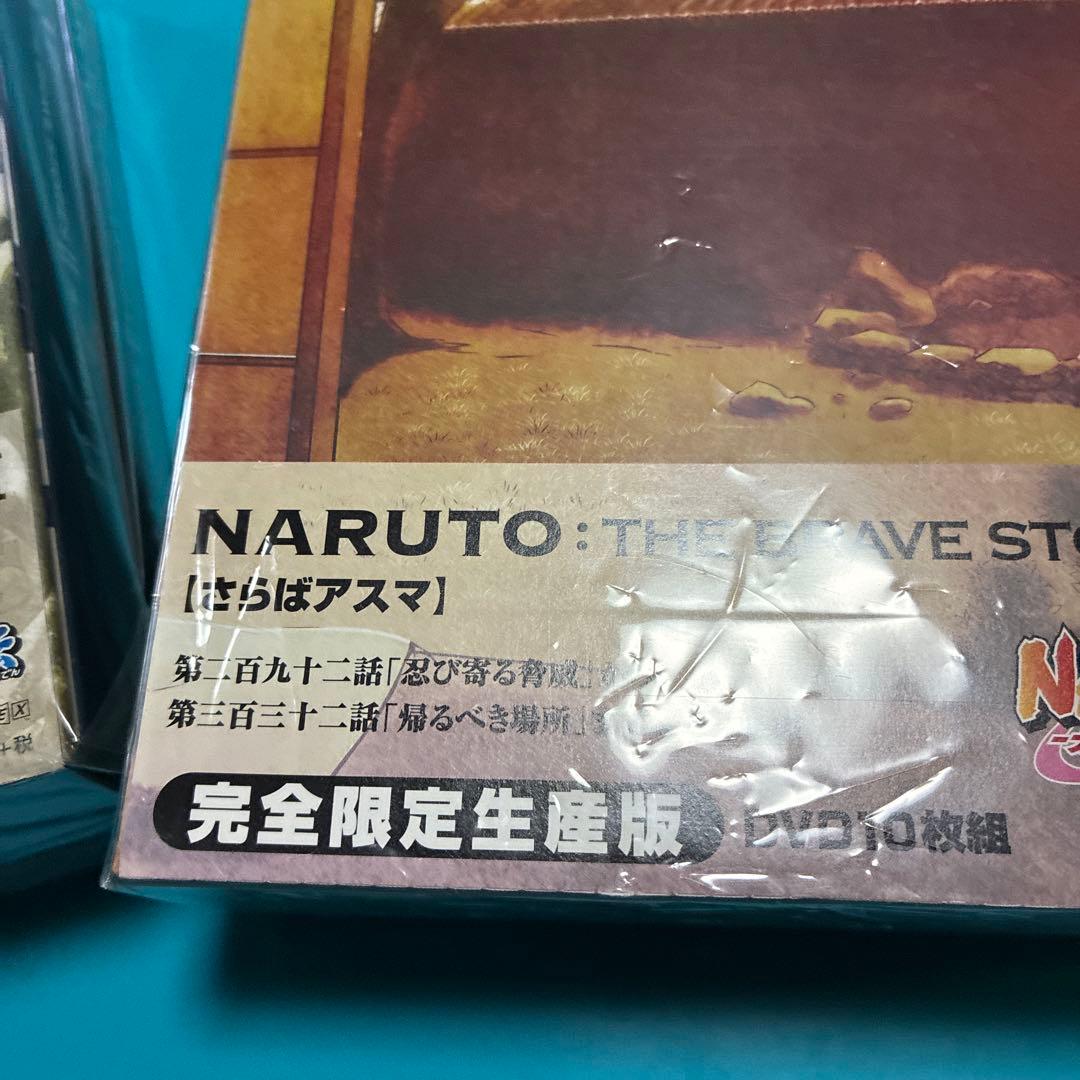 NARUTO:THE BRAVE STO
【さらばアスマ】
第二百九十二話「忍び寄る脅威」か
第三百三十二話「帰るべき場所」
完全限定生産版
DVD10枚組
+税